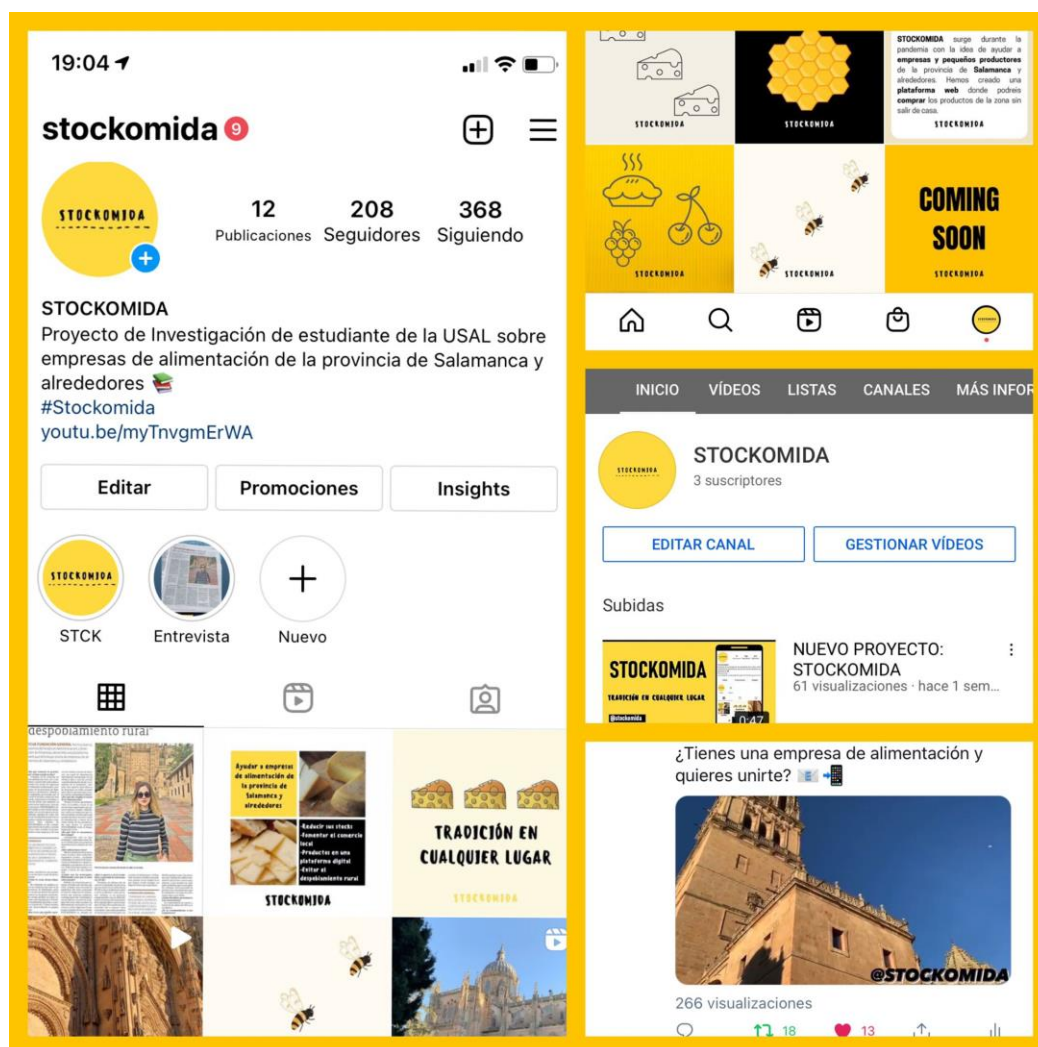 19:04
stockomida 9
STOCKOMIDA
12 208 368
Publicaciones Seguidores Siguiendo
STOCKOMIDA
Proyecto de Investigación de estudiante de la USAL sobre
empresas de alimentación de la provincia de Salamanca y
alrededores
#Stockomida
youtu.be/myTnvgmErWA
Editar Promociones Insights
STOCKOMIDA
STCK Entrevista Nuevo
despoblamiento rural"
Ayudar a empresas
de alimentación de
la provincia de
Salamanca y
alrededores
-Reducir sus stocks
-Fomentar el comercio
local
-Productos en una
plataforma digital
-Evitar el
despoblamiento rural
STOCKOMIDA
TRADICIÓN EN
CUALQUIER LUGAR
STOCKOMIDA
STOCKOMIDA
STOCKOMIDA
STOCKOMIDA surge durante la
pandemia con la idea de ayudar a
empresas y pequeños productores
de la provincia de Salamanca y
alrededores. Hemos creado una
plataforma web donde podreis
comprar los productos de la zona sin
salir de casa.
STOCKOMIDA
STOCKOMIDA
STOCKOMIDA
COMING
SOON
STOCKOMIDA
INICIO VÍDEOS LISTAS CANALES MÁS INFOR
STOCKOMIDA
STOCKOMIDA
3 suscriptores
EDITAR CANAL GESTIONAR VÍDEOS
Subidas
STOCKOMIDA
TRADICIÓN EN CUALQUIER LUGAR
@stockomida
0:47
NUEVO PROYECTO:
STOCKOMIDA
61 visualizaciones · hace 1 sem...
¿Tienes una empresa de alimentación y
quieres unirte?
@STOCKOMIDA
266 visualizaciones
18 13